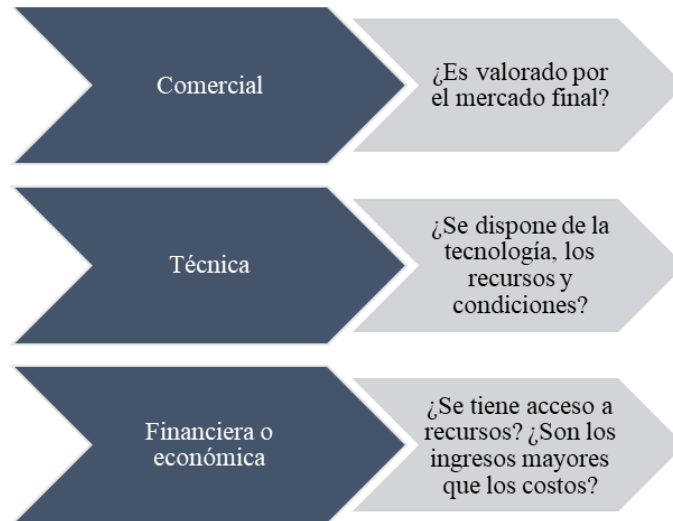 Comercial
¿Es valorado por
el mercado final?
Técnica
¿Se dispone de la
tecnología, los
recursos y
condiciones?
Financiera o
económica
¿Se tiene acceso a
recursos? ¿Son los
ingresos mayores
que los costos?